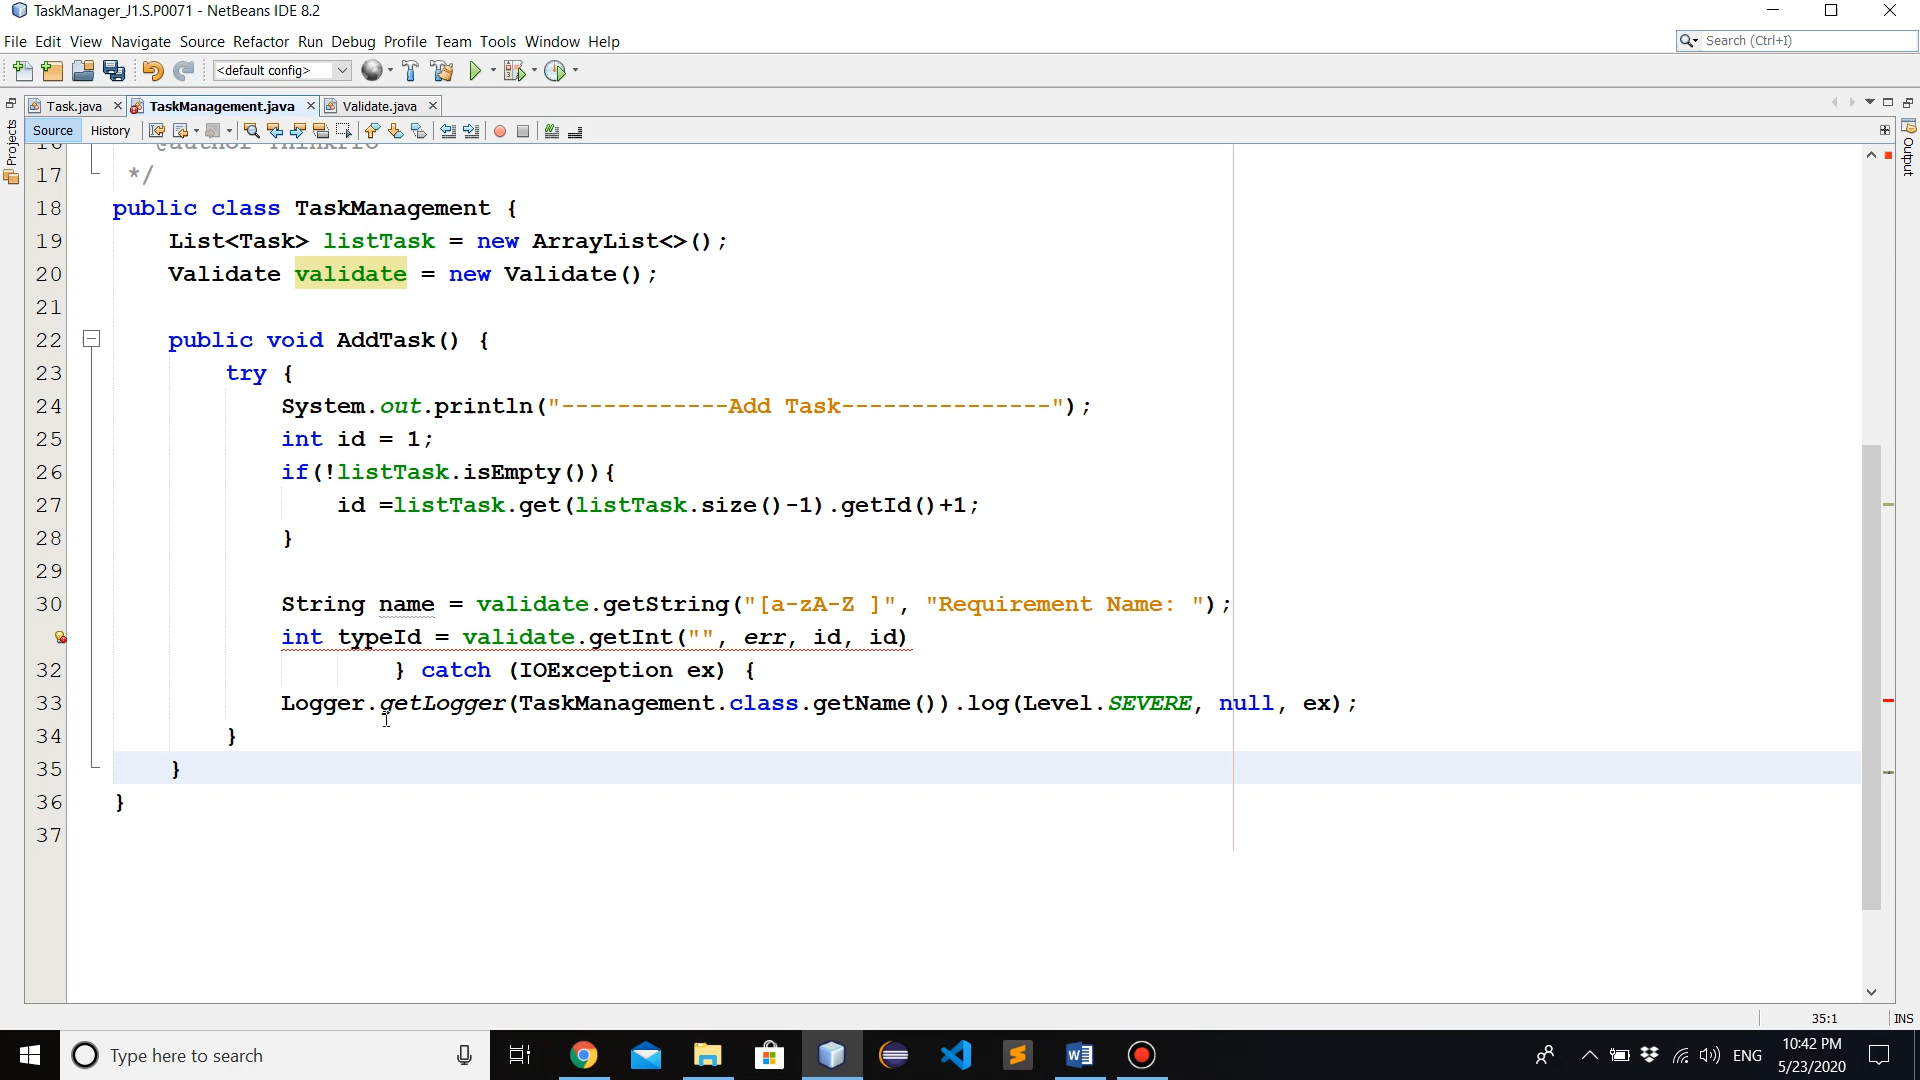 TaskManager_J1.S.P0071 - NetBeans IDE 8.2
File Edit View Navigate Source Refactor Run Debug Profile Team Tools Window Help
Search (Ctrl+I)
<default config>
Task.java TaskManagement.java Validate.java
Source History
Projects
Output
16 @author ThinkPro
17 */
18 public class TaskManagement {
19 List<Task> listTask = new ArrayList<>();
20 Validate validate = new Validate();
21
22 public void AddTask() {
23 try {
24 System.out.println("------------Add Task---------------");
25 int id = 1;
26 if(!listTask.isEmpty()){
27 id =listTask.get(listTask.size()-1).getId()+1;
28 }
29
30 String name = validate.getString("[a-zA-Z ]", "Requirement Name: ");
int typeId = validate.getInt("", err, id, id)
32 } catch (IOException ex) {
33 Logger.getLogger(TaskManagement.class.getName()).log(Level.SEVERE, null, ex);
34 }
35 }
36 }
37
35:1 INS
Type here to search
ENG
10:42 PM
5/23/2020